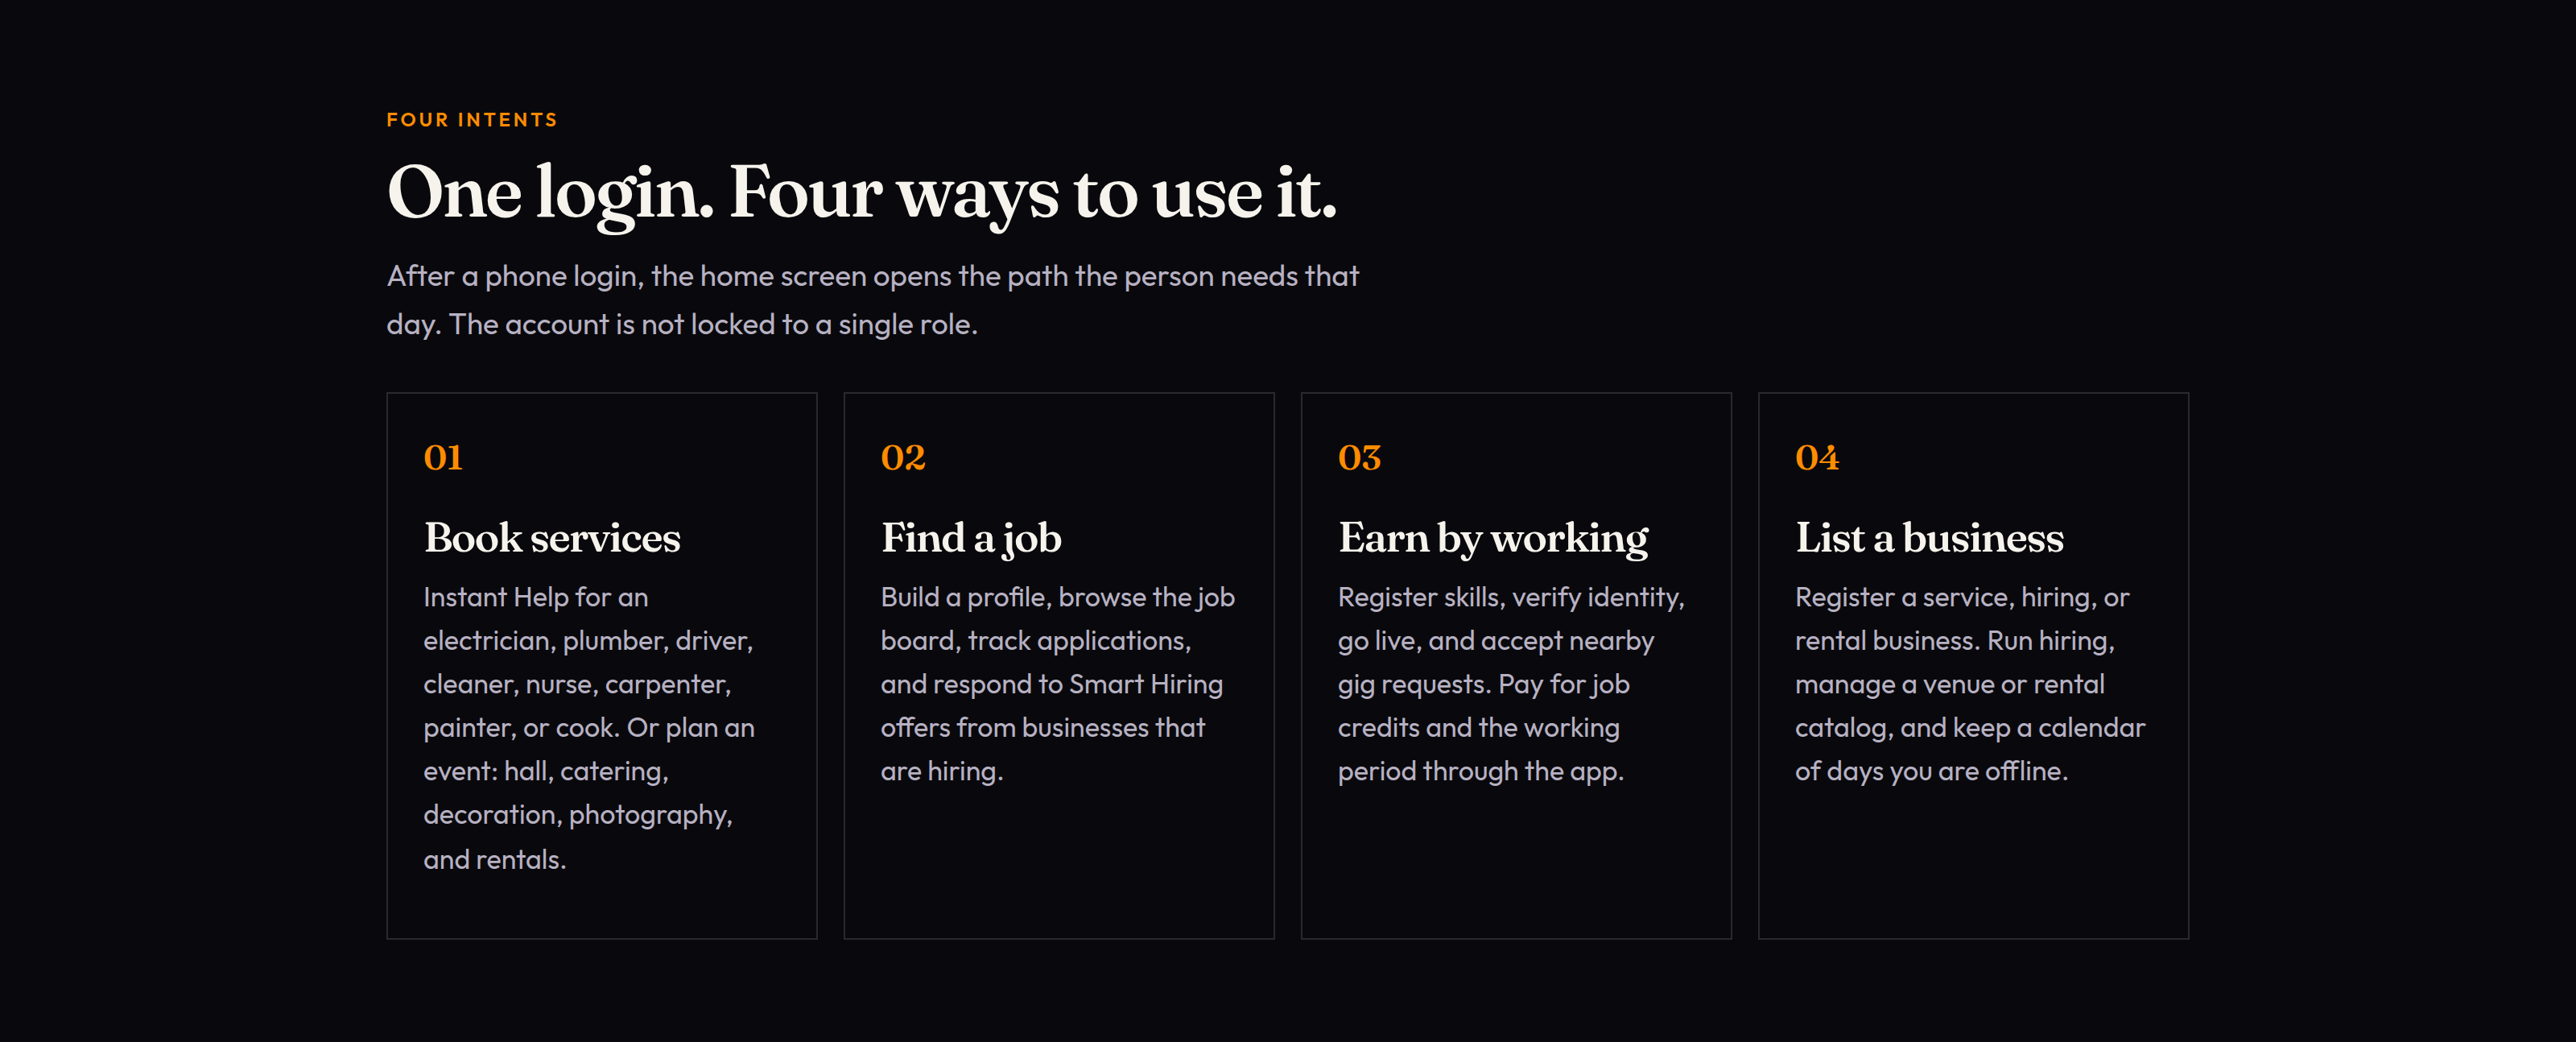 FOUR INTENTS
One login. Four ways to use it.
After a phone login, the home screen opens the path the person needs that
day. The account is not locked to a single role.
01
Book services
Instant Help for an
electrician, plumber, driver,
cleaner, nurse, carpenter,
painter, or cook. Or plan an
event: hall, catering,
decoration, photography,
and rentals.
02
Find a job
Build a profile, browse the job
board, track applications,
and respond to Smart Hiring
offers from businesses that
are hiring.
03
Earn by working
Register skills, verify identity,
go live, and accept nearby
gig requests. Pay for job
credits and the working
period through the app.
04
List a business
Register a service, hiring, or
rental business. Run hiring,
manage a venue or rental
catalog, and keep a calendar
of days you are offline.